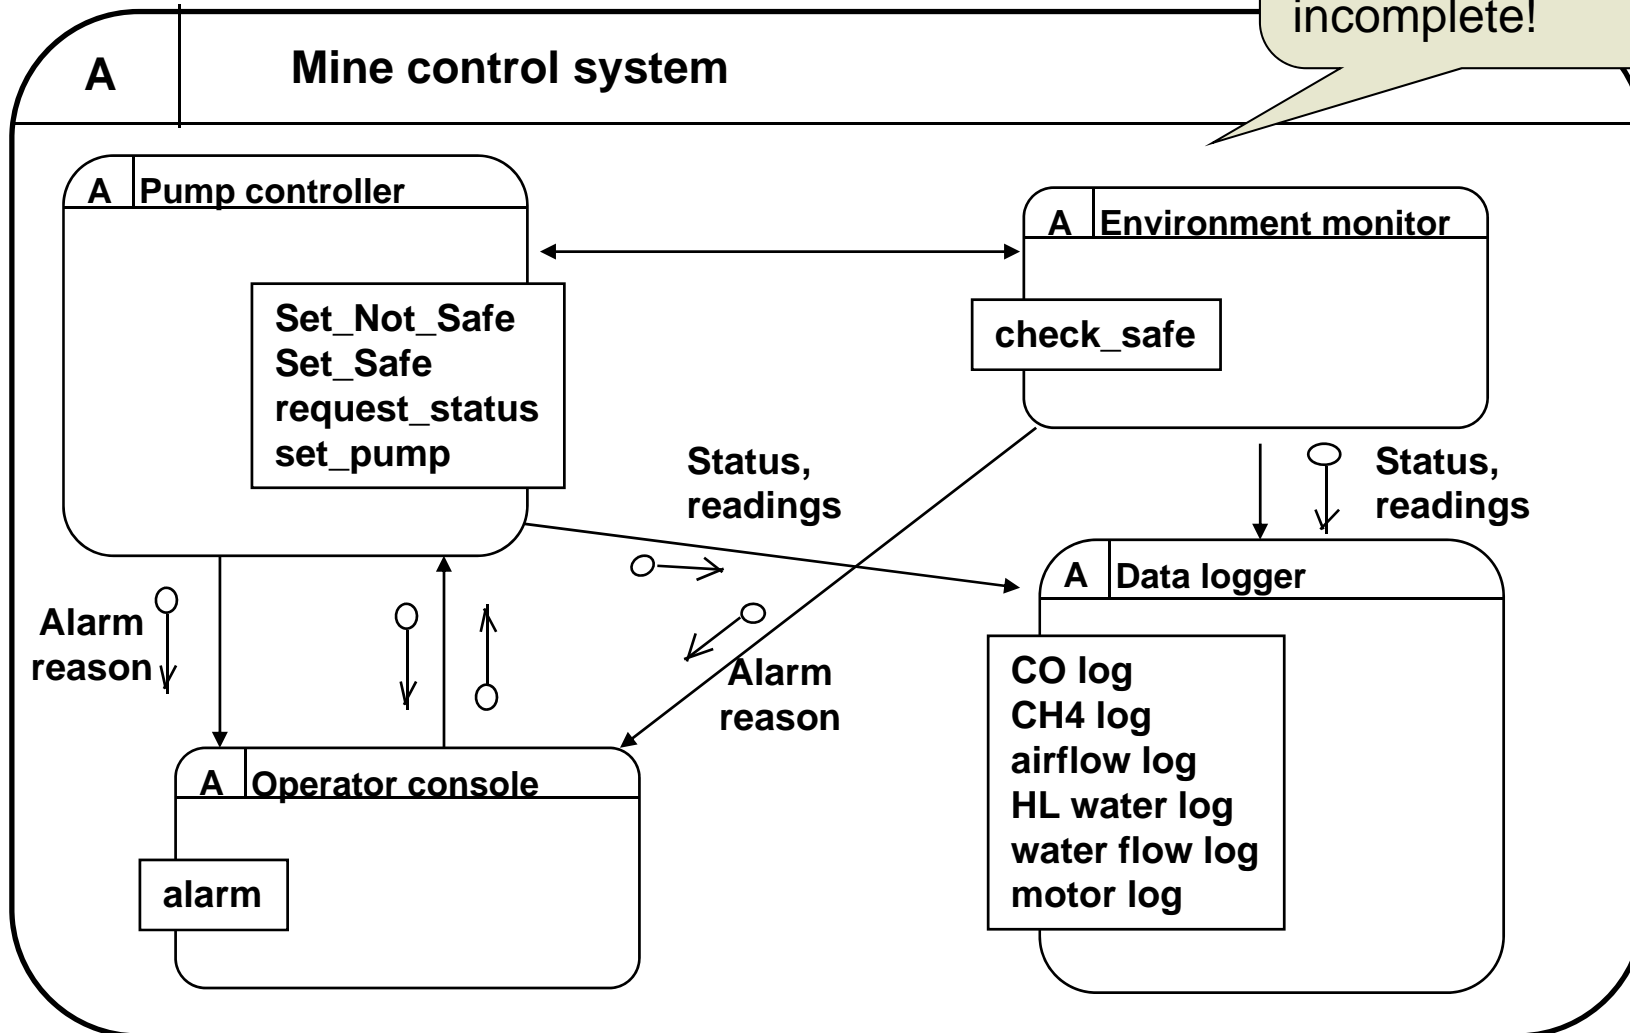 incomplete!
A Mine control system
A Pump controller
A Environment monitor
Set_Not_Safe
Set_Safe
request_status
set_pump
check_safe
Status,
readings
Status,
readings
A Data logger
Alarm
reason
Alarm
reason
CO log
CH4 log
airflow log
HL water log
water flow log
motor log
A Operator console
alarm